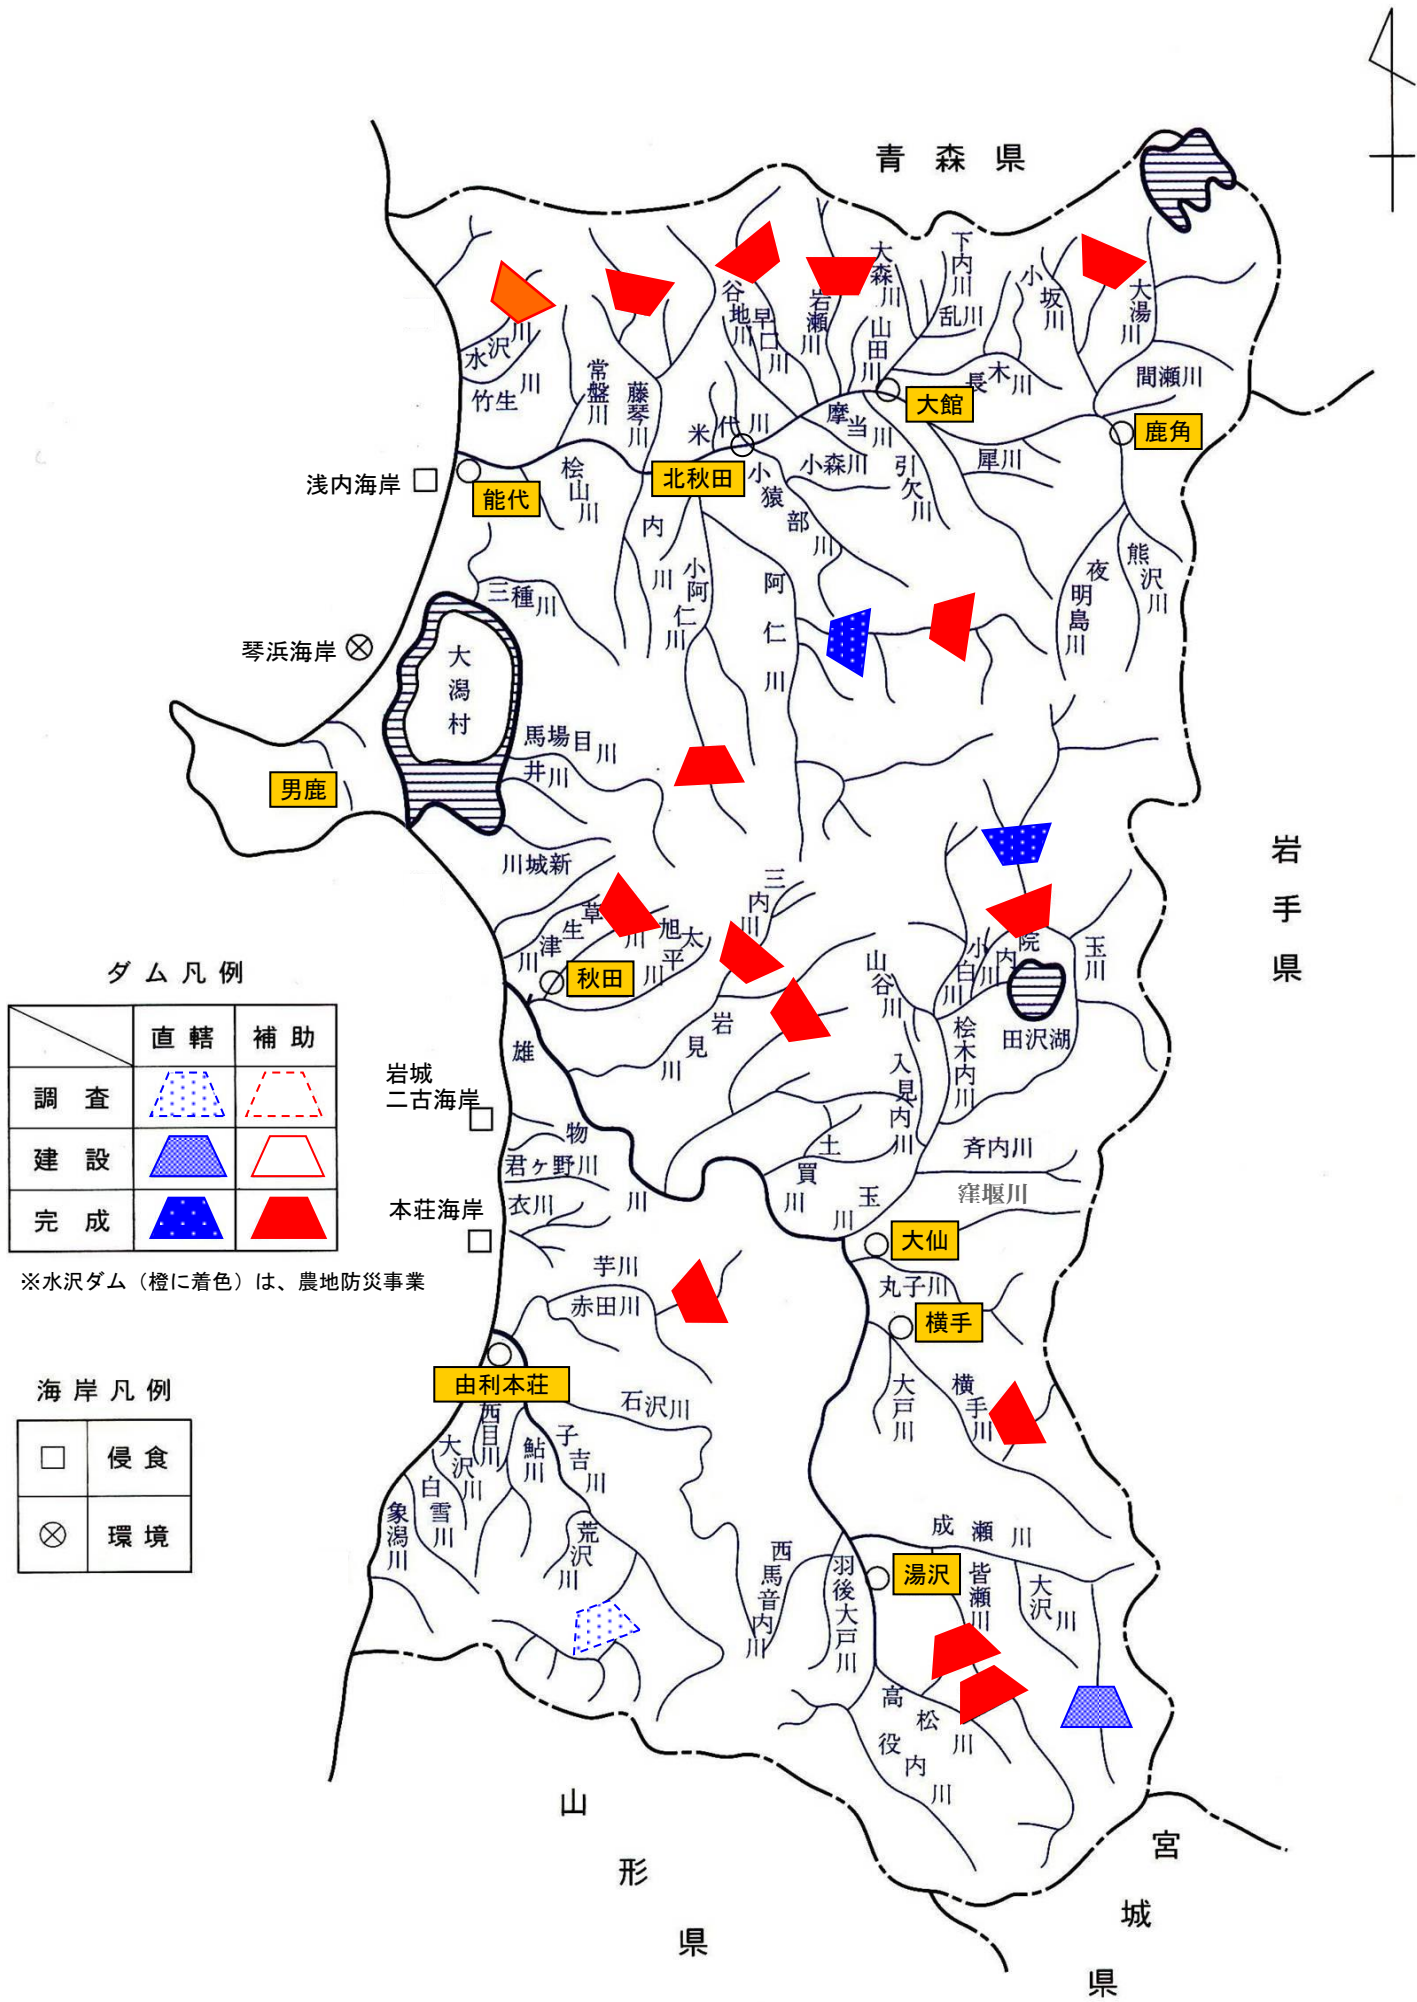 青森県
大森川
下内川
小坂川
大湯川
谷地川
早口川
岩瀬川
山田川
乱川
水沢川
竹生川
常盤川
藤琴川
長木川
間瀬川
大館
鹿角
米代川
摩当川
北秋田
浅内海岸
能代
桧山川
小森川
引欠川
犀川
小猿部川
内川
小阿仁川
阿仁川
夜明島川
熊沢川
三種川
琴浜海岸
大潟村
馬場目川
井川
男鹿
岩手県
川城新
三内川
草生津川
旭川
太平川
秋田
山谷川
小白川
院内川
玉川
田沢湖
桧木内川
入見内川
岩見川
ダム凡例
直轄
補助
調査
建設
完成
※水沢ダム（橙に着色）は、農地防災事業
岩城
二古海岸
雄物川
君ヶ野川
衣川
本荘海岸
土買川
斉内川
窪堰川
玉川
大仙
丸子川
横手
芋川
赤田川
由利本荘
石沢川
大戸川
横手川
海岸凡例
侵食
環境
西目川
大沢川
鮎川
子吉川
白雪川
象潟川
荒沢川
成瀬川
西馬音内川
羽後大戸川
湯沢
皆瀬川
大沢川
高松川
役内川
山形県
宮城県